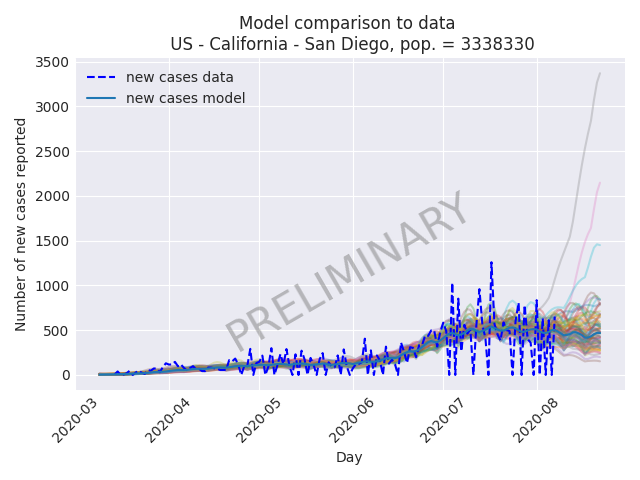 Model comparison to data
US - California - San Diego, pop. = 3338330
Number of new cases reported
3500
3000
2500
2000
1500
1000
500
0
new cases data
new cases model
PRELIMINARY
2020-03
2020-04
2020-05
2020-06
2020-07
2020-08
Day